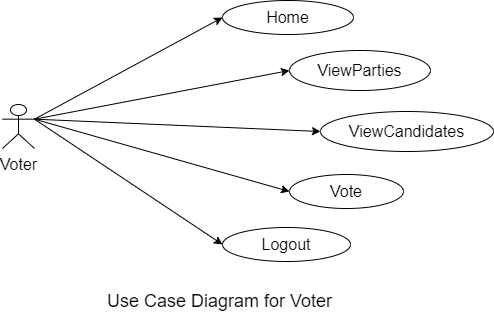 Home
ViewParties
ViewCandidates
Voter
Vote
Logout
Use Case Diagram for Voter